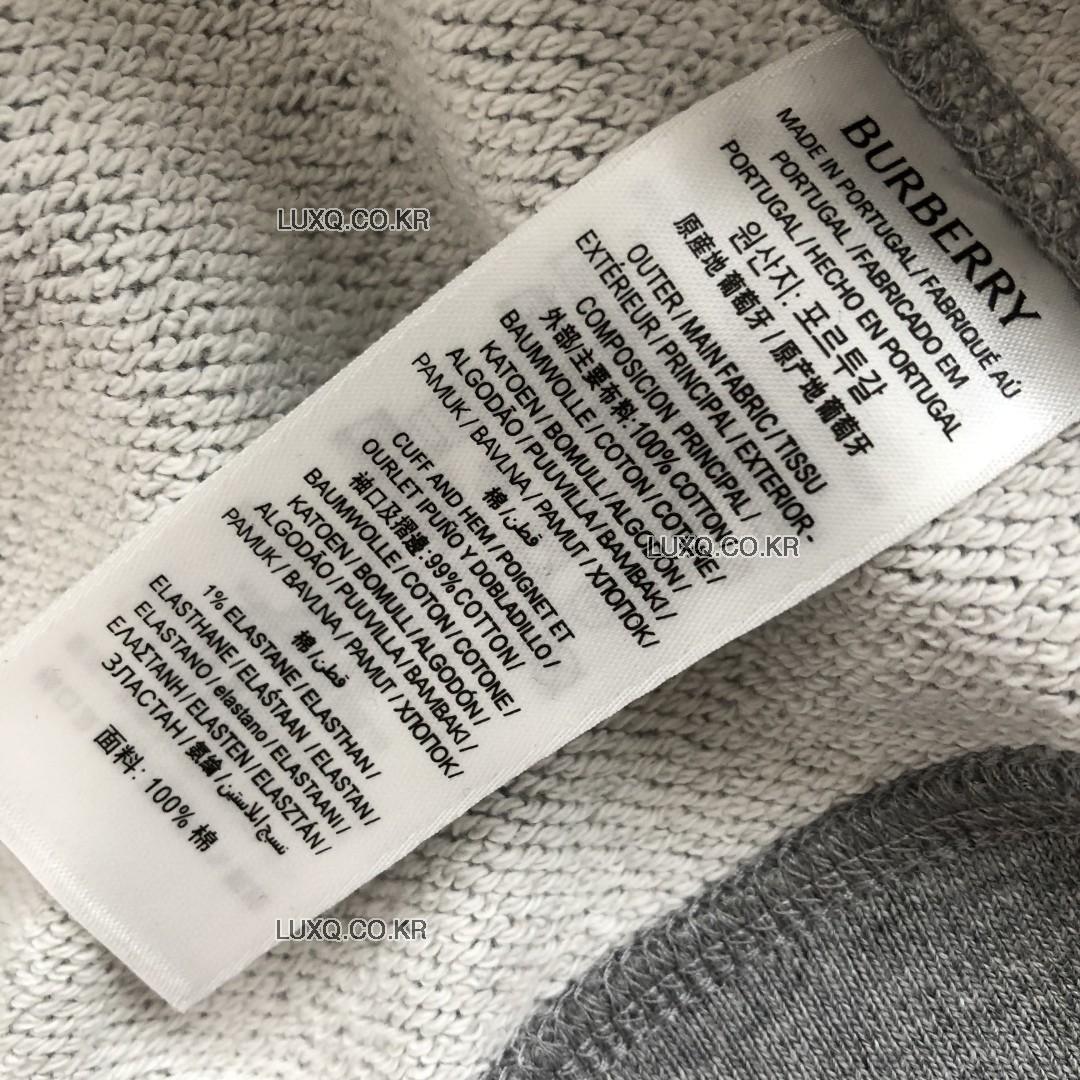 BURBERRY
MADE IN PORTUGAL / FABRIQUÉ AÙ
PORTUGAL / FABRICADO EM
PORTUGAL / HECHO EN PORTUGAL
원산지: 포르투갈
原産地 葡萄牙 / 原产地 葡萄牙
OUTER / MAIN FABRIC / TISSU
EXTÉRIEUR / PRINCIPAL / EXTERIOR -
COMPOSICION PRINCIPAL /
外部/主要布料: 100% COTTON /
BAUMWOLLE / COTON / COTONE /
KATOEN / BOMULL / ALGODÓN /
ALGODÃO / PUUVILLA / BAMBAKI /
PAMUK / BAVLNA / PAMUT / ХЛОПОК /
棉 / قطن
CUFF AND HEM / POIGNET ET
OURLET / PUÑO Y DOBLADILLO /
袖口及摺邊: 99% COTTON /
BAUMWOLLE / COTON / COTONE /
KATOEN / BOMULL / ALGODÓN /
ALGODÃO / PUUVILLA / BAMBAKI /
PAMUK / BAVLNA / PAMUT / ХЛОПОК /
棉 / قطن
1% ELASTANE / ELASTHAN /
ELASTHANE / ELAŚTAAN / ELASTAN /
ELASTANO / elastano / ELASTAANI /
ΕΛΑΣΤΑΝΗ / ELASTEN / ELASZTÁN /
ЭЛАСТАН / 氨綸 / نسيج إيلاستين
面料: 100% 棉
LUXQ.CO.KR
LUXQ.CO.KR
LUXQ.CO.KR